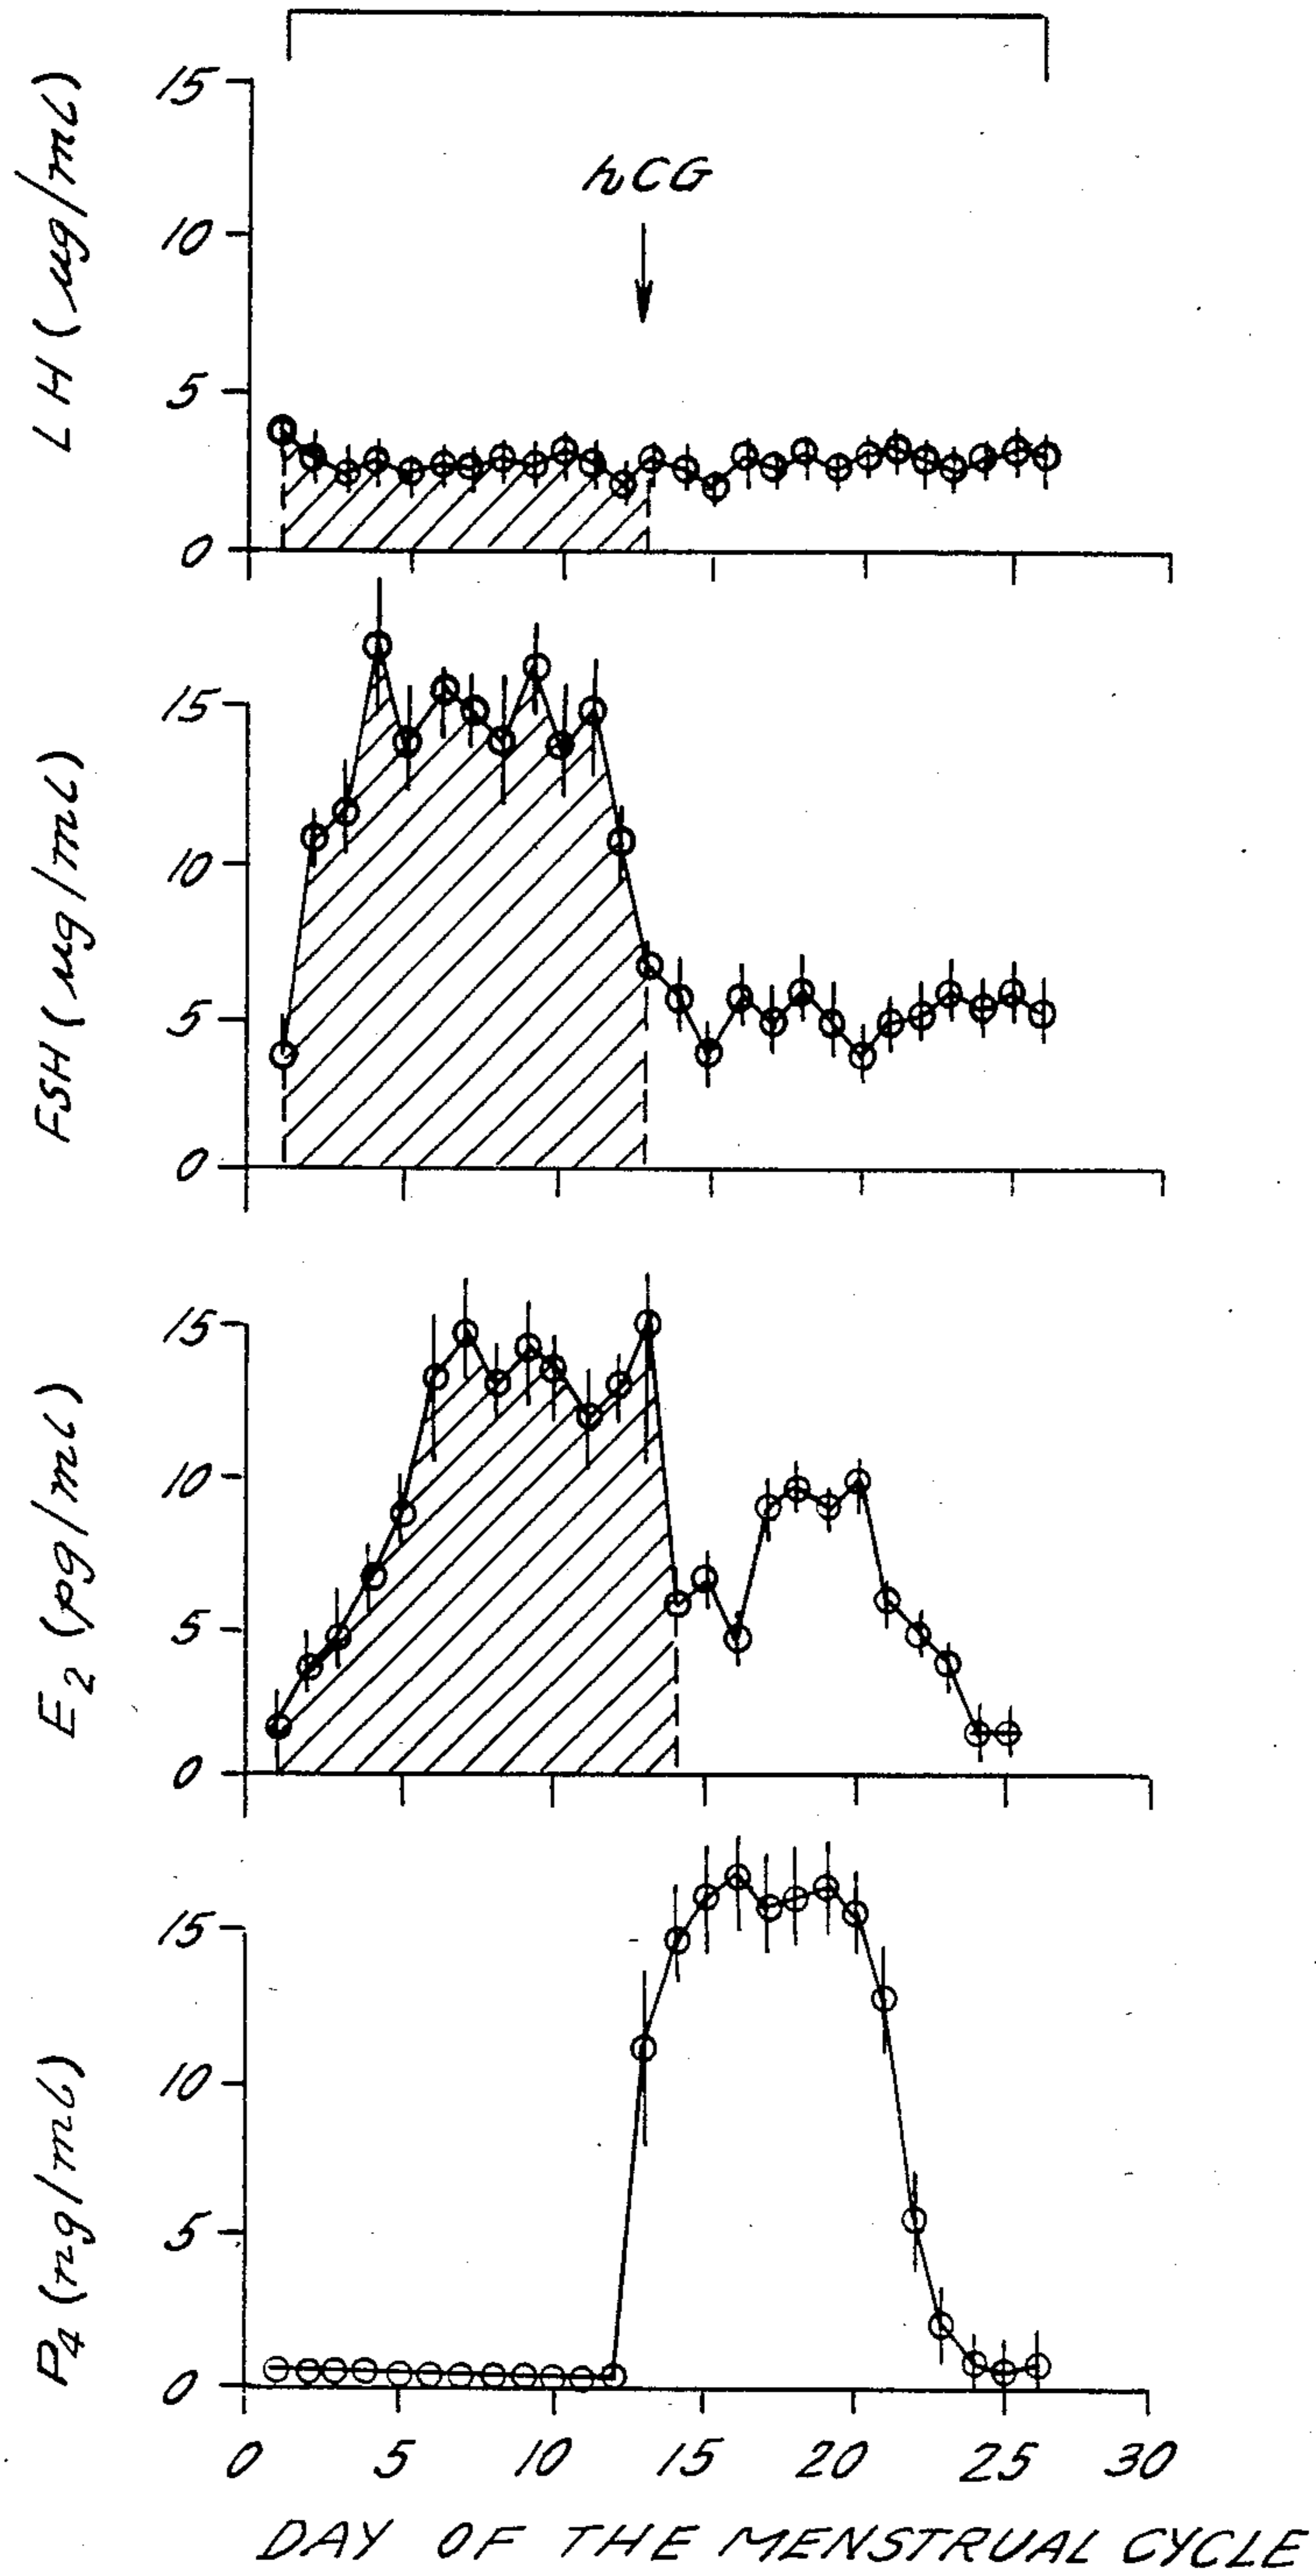 15
hCG
10
LH (µg/mL)
5
0
15
10
FSH (µg/mL)
5
0
15
10
E2 (pg/mL)
5
0
15
10
P4 (ng/mL)
5
0
0 5 10 15 20 25 30
DAY OF THE MENSTRUAL CYCLE